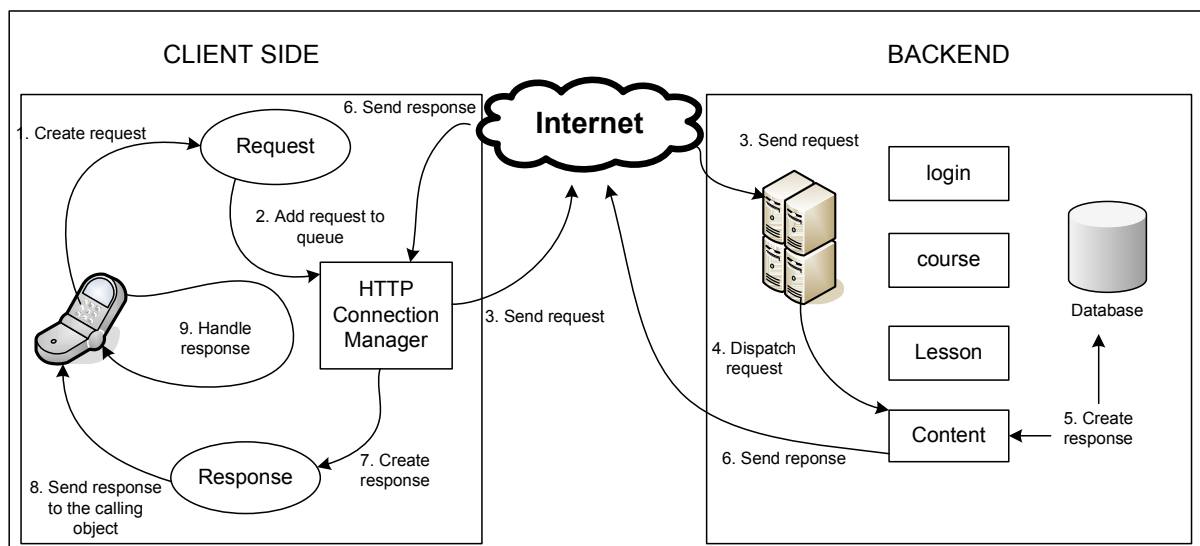 CLIENT SIDE
BACKEND
1. Create request
Request
6. Send response
Internet
3. Send request
login
2. Add request to
queue
course
HTTP
Connection
Manager
3. Send request
9. Handle
response
Database
4. Dispatch
request
Lesson
Content
5. Create
response
6. Send reponse
7. Create
response
Response
8. Send response
to the calling
object